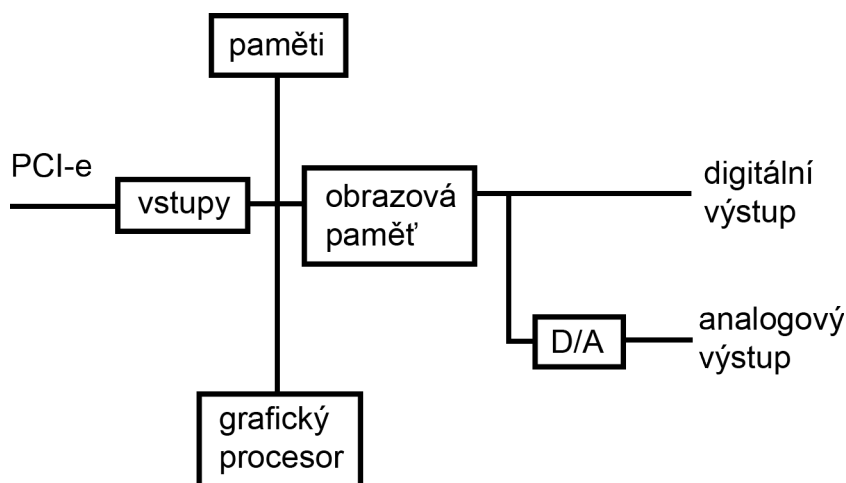 paměti
PCI-e
vstupy
obrazová
paměť
digitální
výstup
D/A
analogový
výstup
grafický
procesor